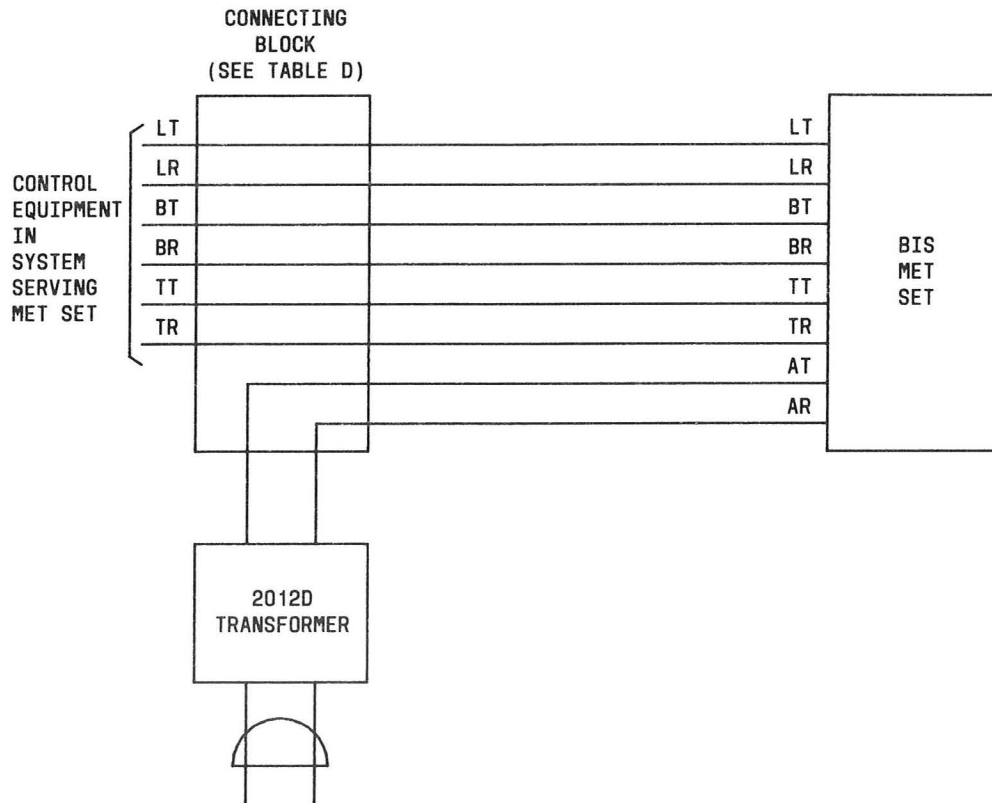 CONNECTING
BLOCK
(SEE TABLE D)
CONTROL
EQUIPMENT
IN
SYSTEM
SERVING
MET SET
LT
LR
BT
BR
TT
TR
LT
LR
BT
BR
TT
TR
AT
AR
BIS
MET
SET
2012D
TRANSFORMER